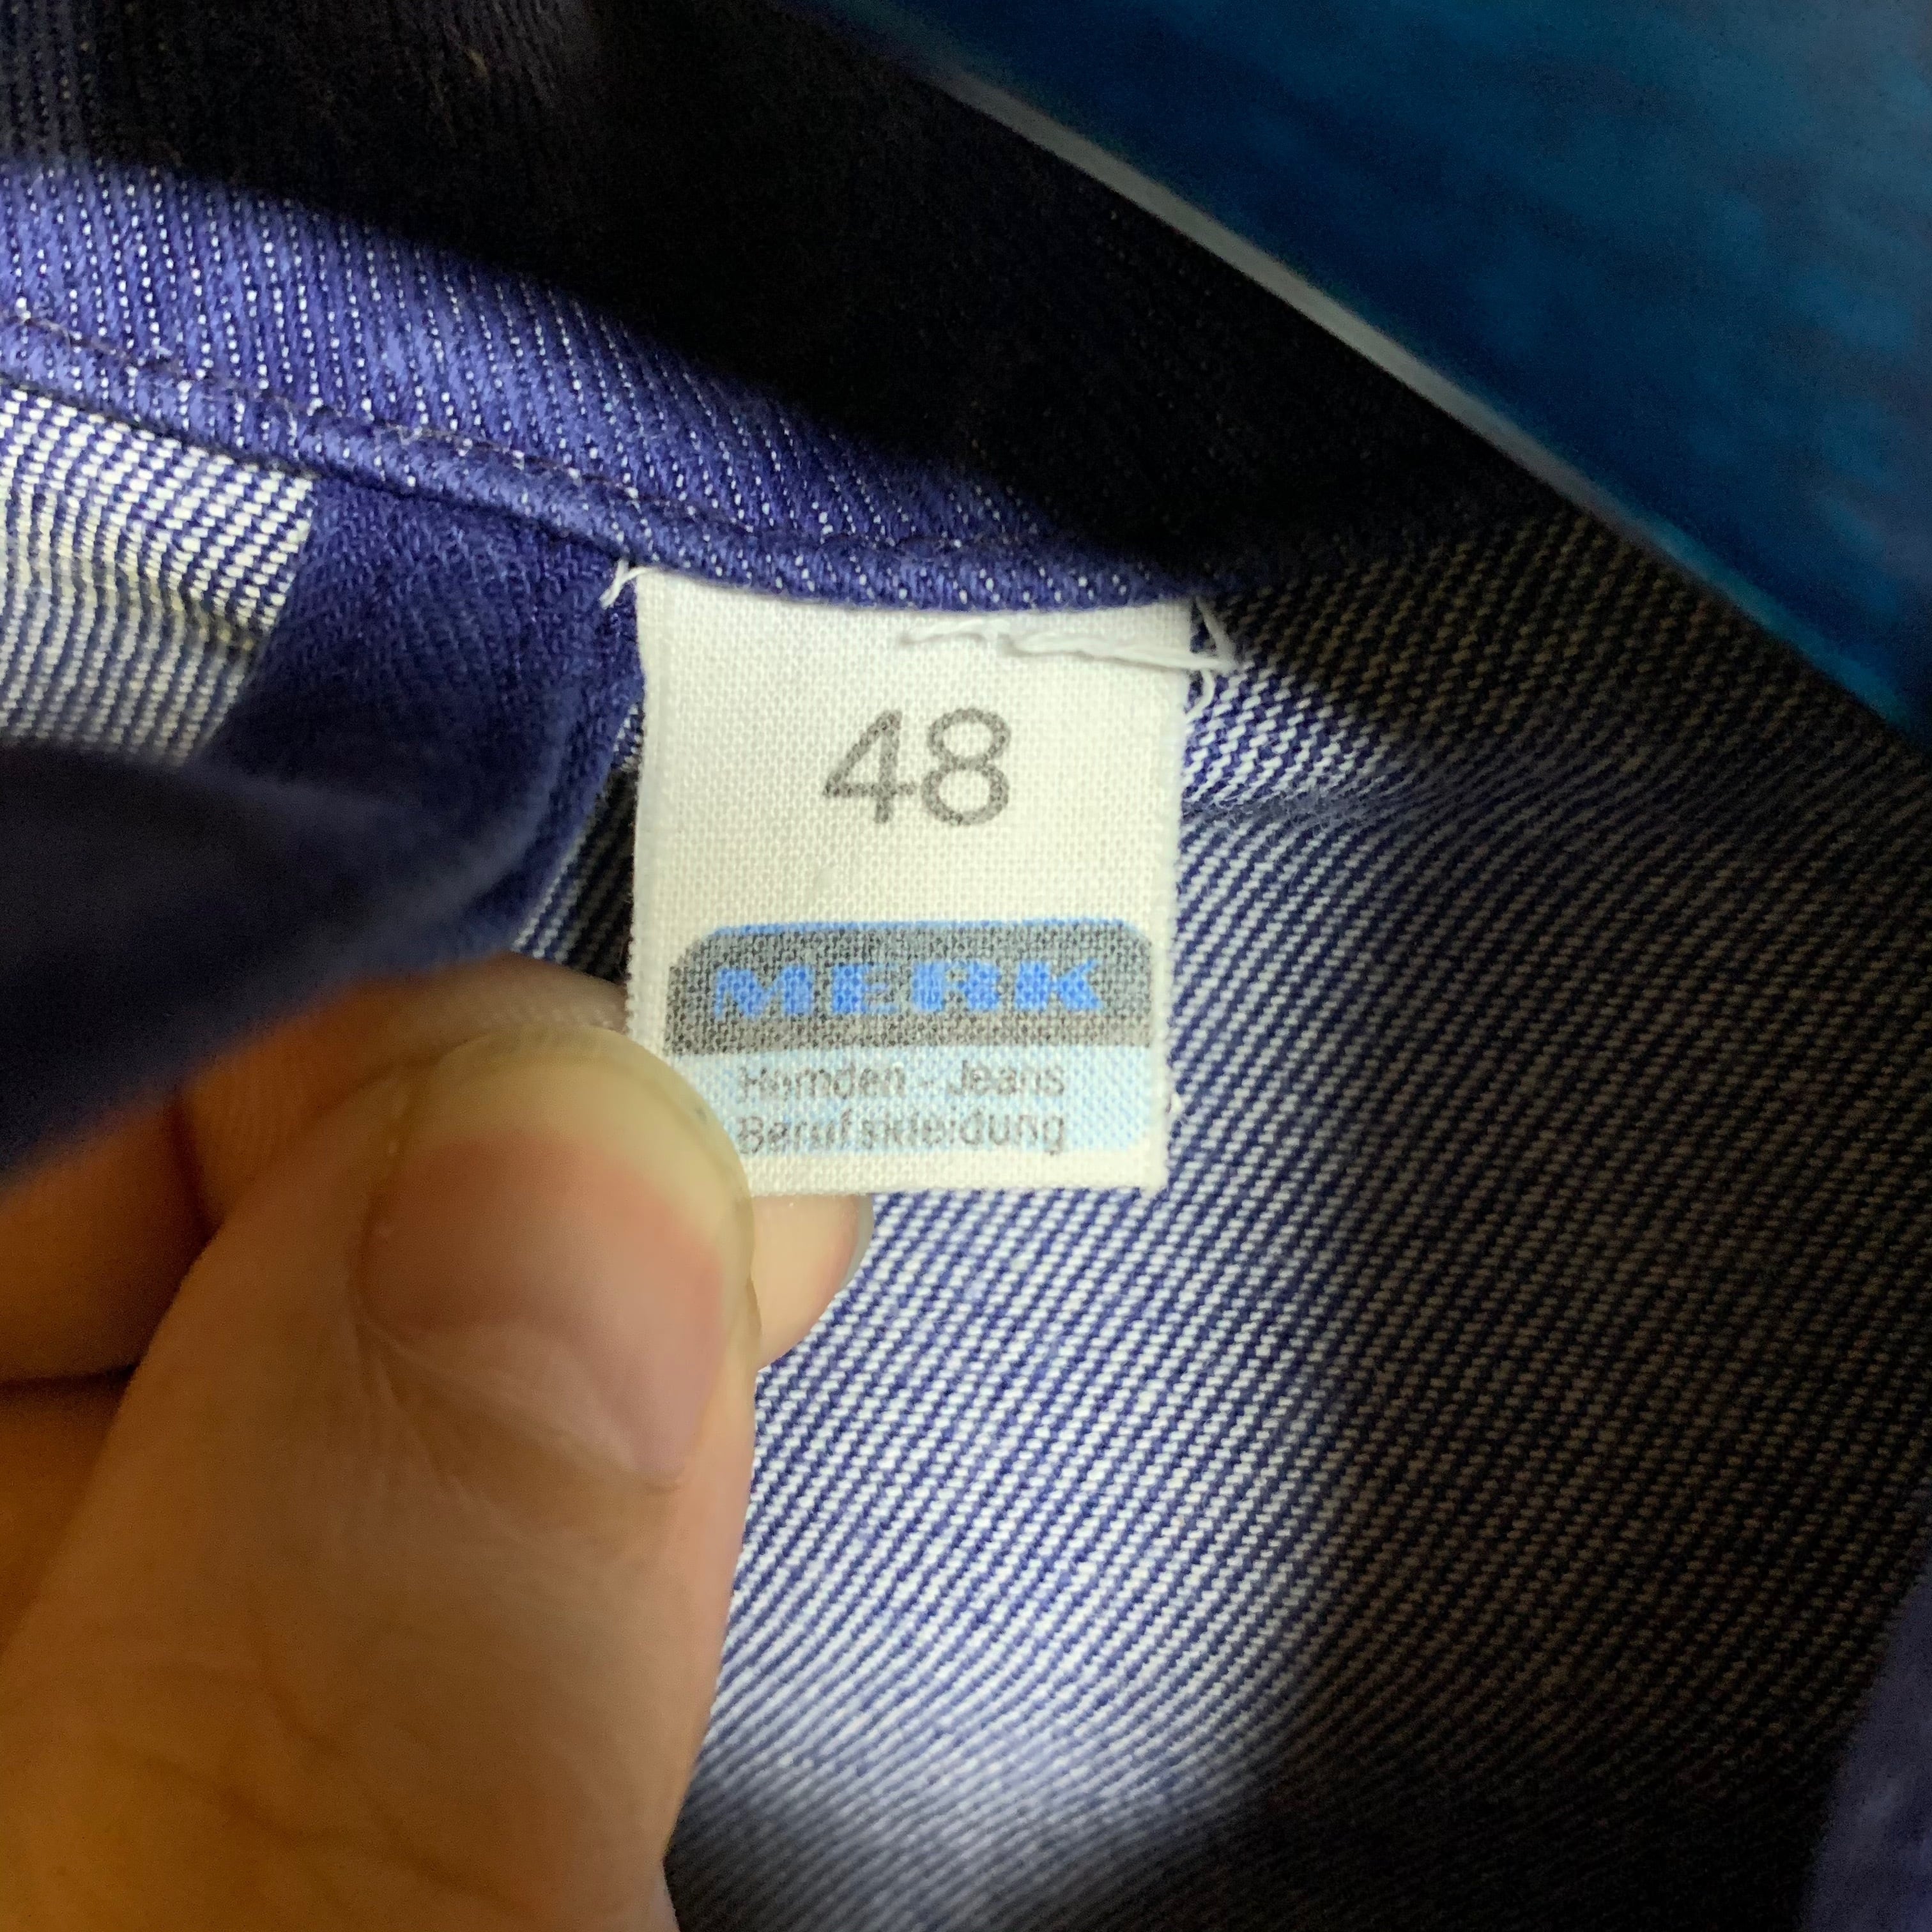 48
MERK
Hemden - Jeans
Berufskleidung